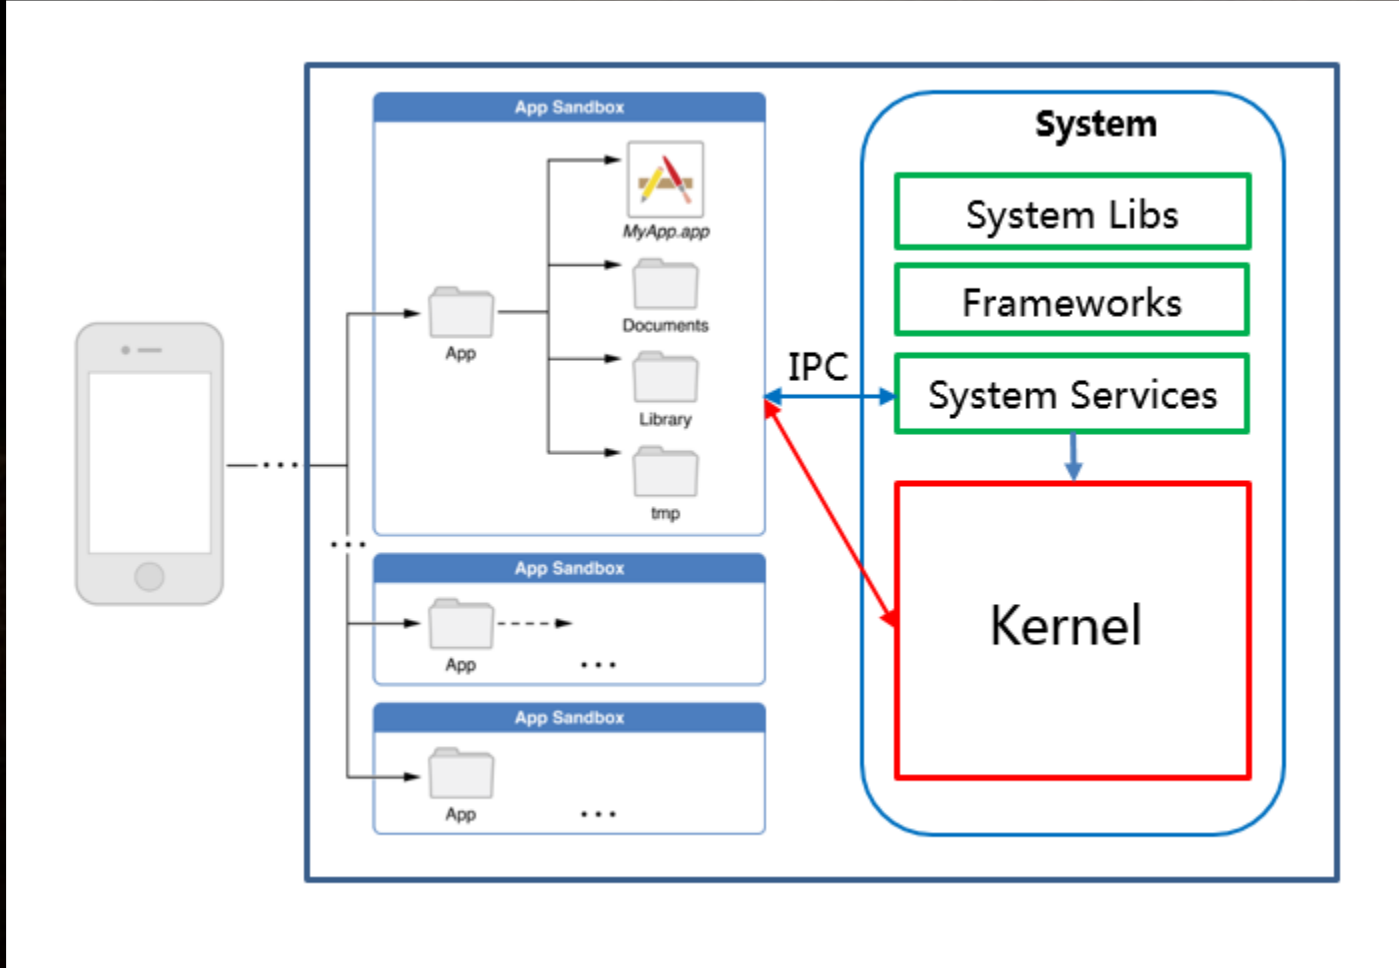 App Sandbox
MyApp.app
Documents
App
Library
tmp
App Sandbox
App
App Sandbox
App
IPC
System
System Libs
Frameworks
System Services
Kernel